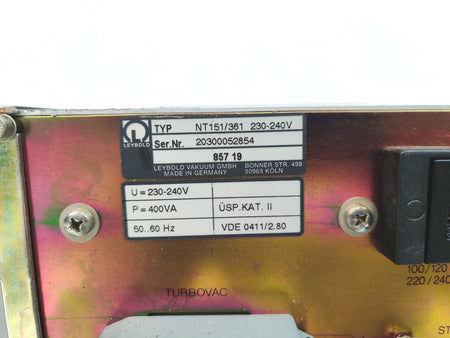 TYP NT151/361 230-240V
LEYBOLD
Ser.Nr. 20300052854
857 19
LEYBOLD VAKUUM GMBH BONNER STR. 498
MADE IN GERMANY 50968 KÖLN
U = 230-240V
P = 400VA ÜSP.KAT. II
50..60 Hz VDE 0411/2.80
100/120
220/240
TURBOVAC
ST